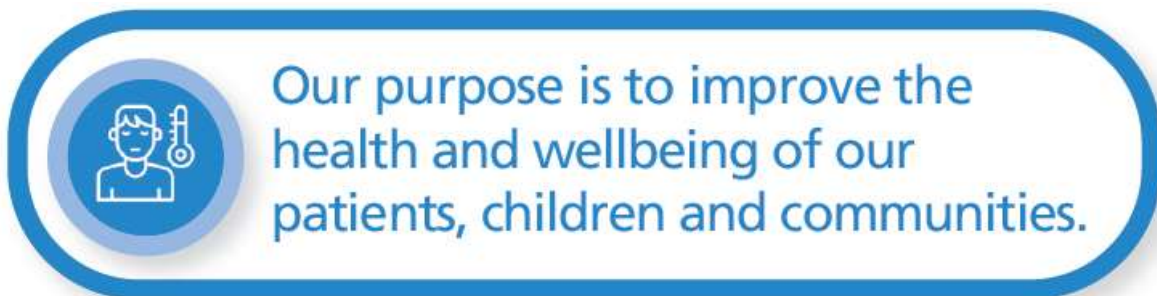 Our purpose is to improve the
health and wellbeing of our
patients, children and communities.